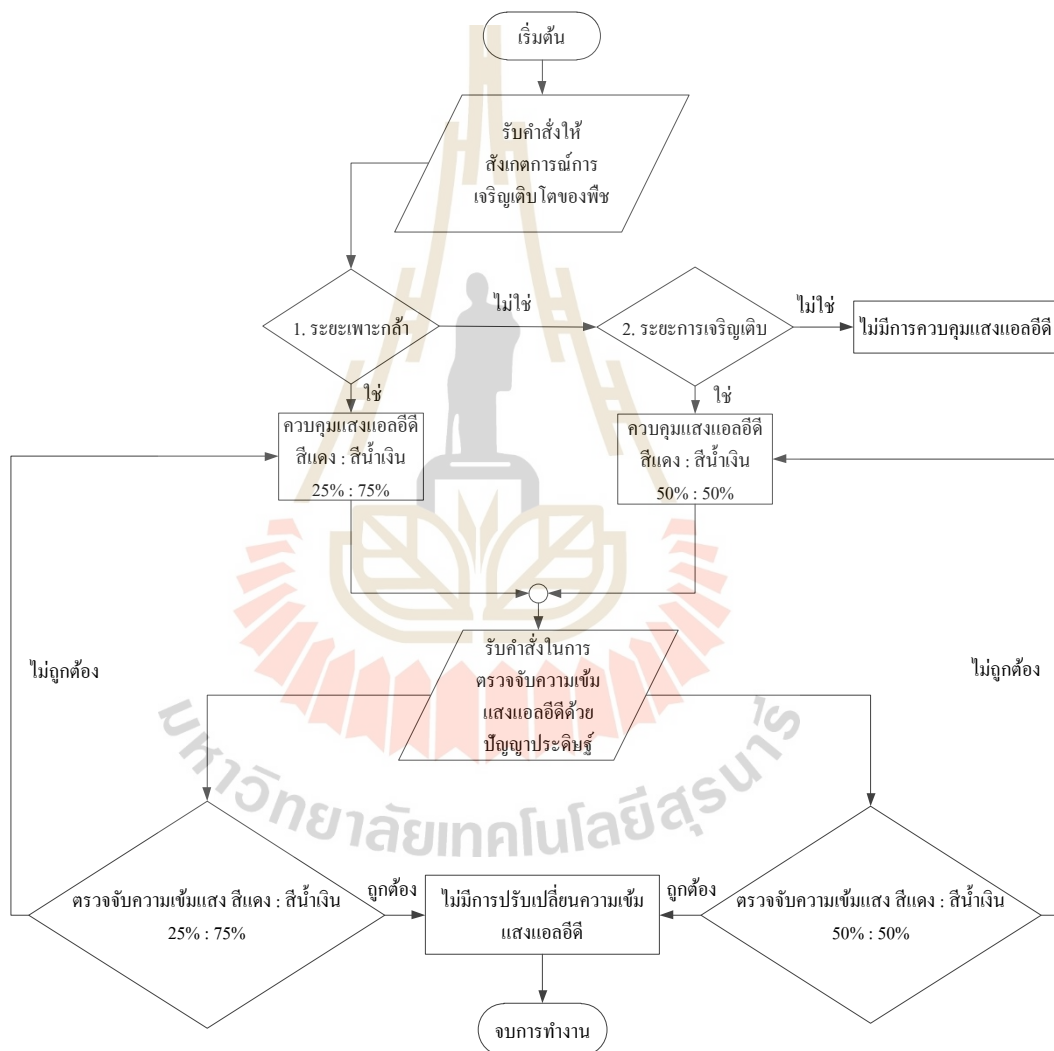 เริ่มต้น
รับคำสั่งให้
สังเกตการณ์การ
เจริญเติบโตของพืช
1. ระยะเพาะกล้า
ไม่ใช่
2. ระยะการเจริญเติบ
ไม่ใช่
ไม่มีการควบคุมแสงแอลอีดี
ใช่
ใช่
ควบคุมแสงแอลอีดี
สีแดง : สีน้ำเงิน
25% : 75%
ควบคุมแสงแอลอีดี
สีแดง : สีน้ำเงิน
50% : 50%
รับคำสั่งในการ
ตรวจจับความเข้ม
แสงแอลอีดีด้วย
ปัญญาประดิษฐ์
ไม่ถูกต้อง
ไม่ถูกต้อง
มหาวิทยาลัยเทคโนโลยีสุรนารี
ตรวจจับความเข้มแสง สีแดง : สีน้ำเงิน
25% : 75%
ถูกต้อง
ไม่มีการปรับเปลี่ยนความเข้ม
แสงแอลอีดี
ถูกต้อง
ตรวจจับความเข้มแสง สีแดง : สีน้ำเงิน
50% : 50%
จบการทำงาน